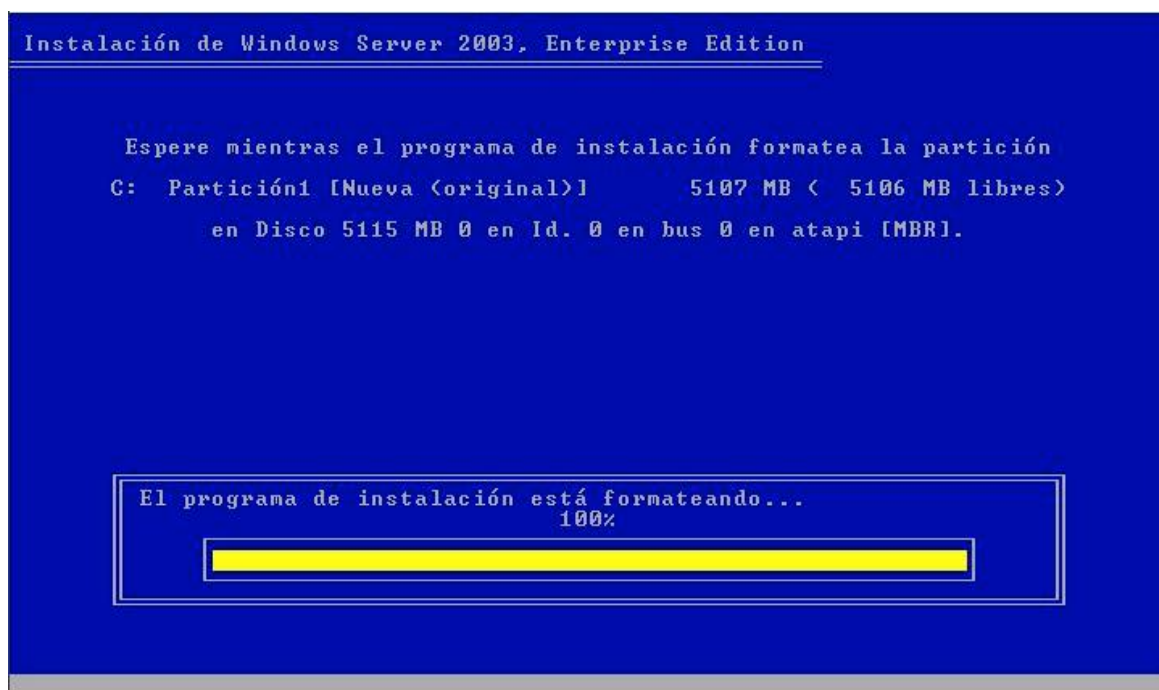 Instalación de Windows Server 2003, Enterprise Edition
Espere mientras el programa de instalación formatea la partición
C: Partición1 [Nueva (original)] 5107 MB ( 5106 MB libres)
en Disco 5115 MB 0 en Id. 0 en bus 0 en atapi [MBR].
El programa de instalación está formateando...
100%